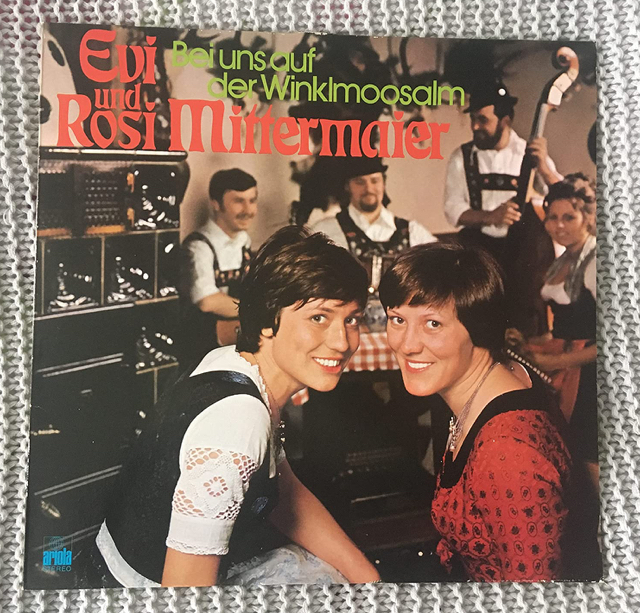 Evi
und
Rosi Mittermaier
Bei uns auf
der Winklmoosalm
ariola
STEREO